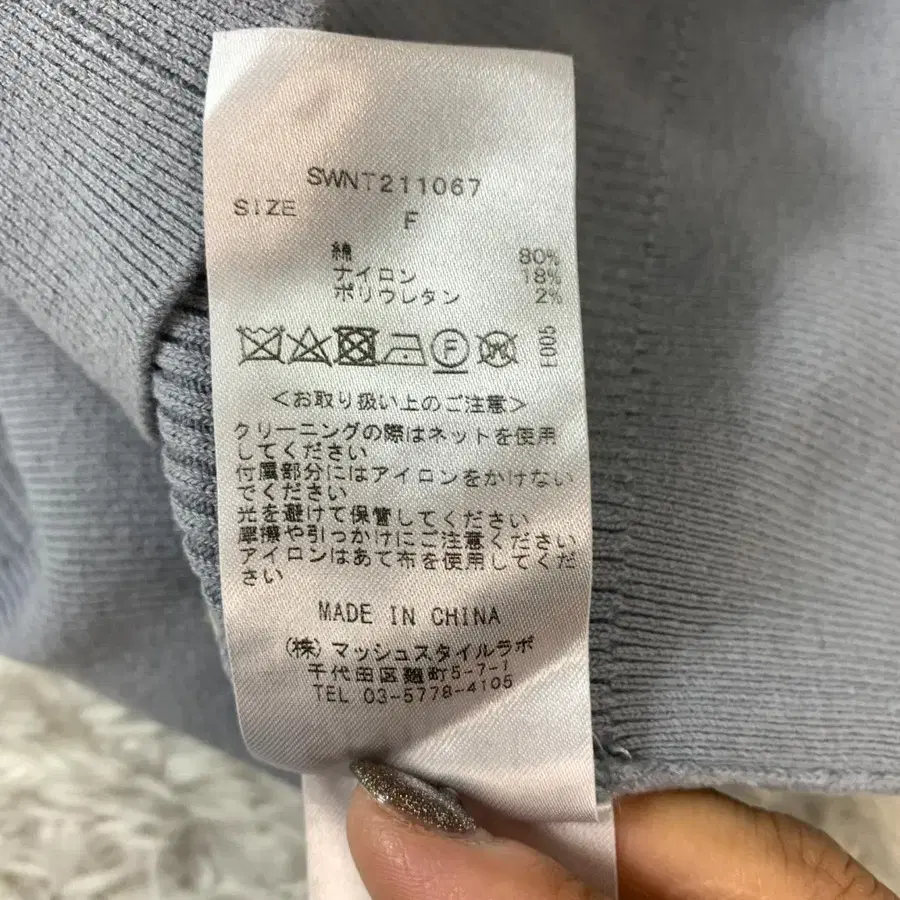 SWNT211067
SIZE F
綿 80%
ナイロン 18%
ポリウレタン 2%
F
E005
<お取り扱い上のご注意>
クリーニングの際はネットを使用
してください
付属部分にはアイロンをかけない
でください
光を避けて保管してください
摩擦や引っかけにご注意ください
アイロンはあて布を使用してくだ
さい
MADE IN CHINA
(株)マッシュスタイルラボ
千代田区麹町5-7-1
TEL 03-5778-4105